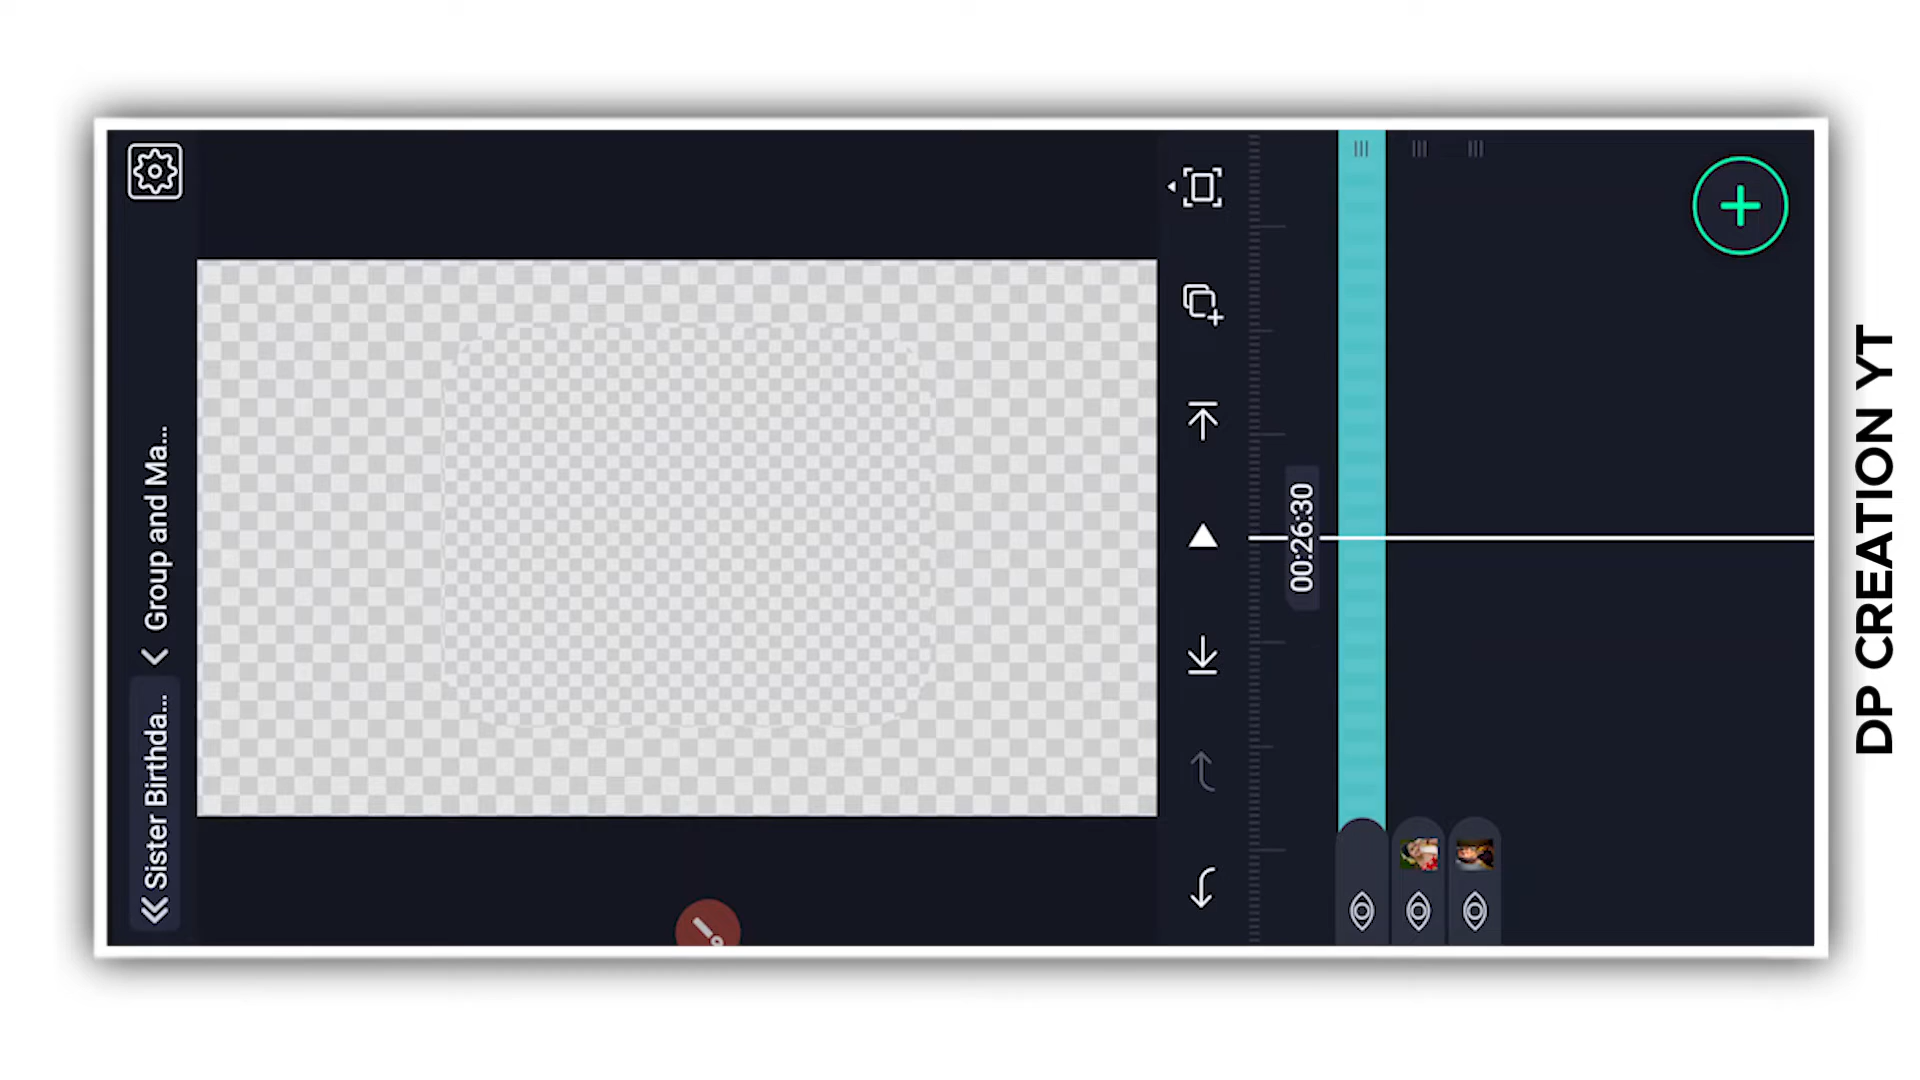 Sister Birthda...
Group and Ma...
00:26:30
DP CREATION YT